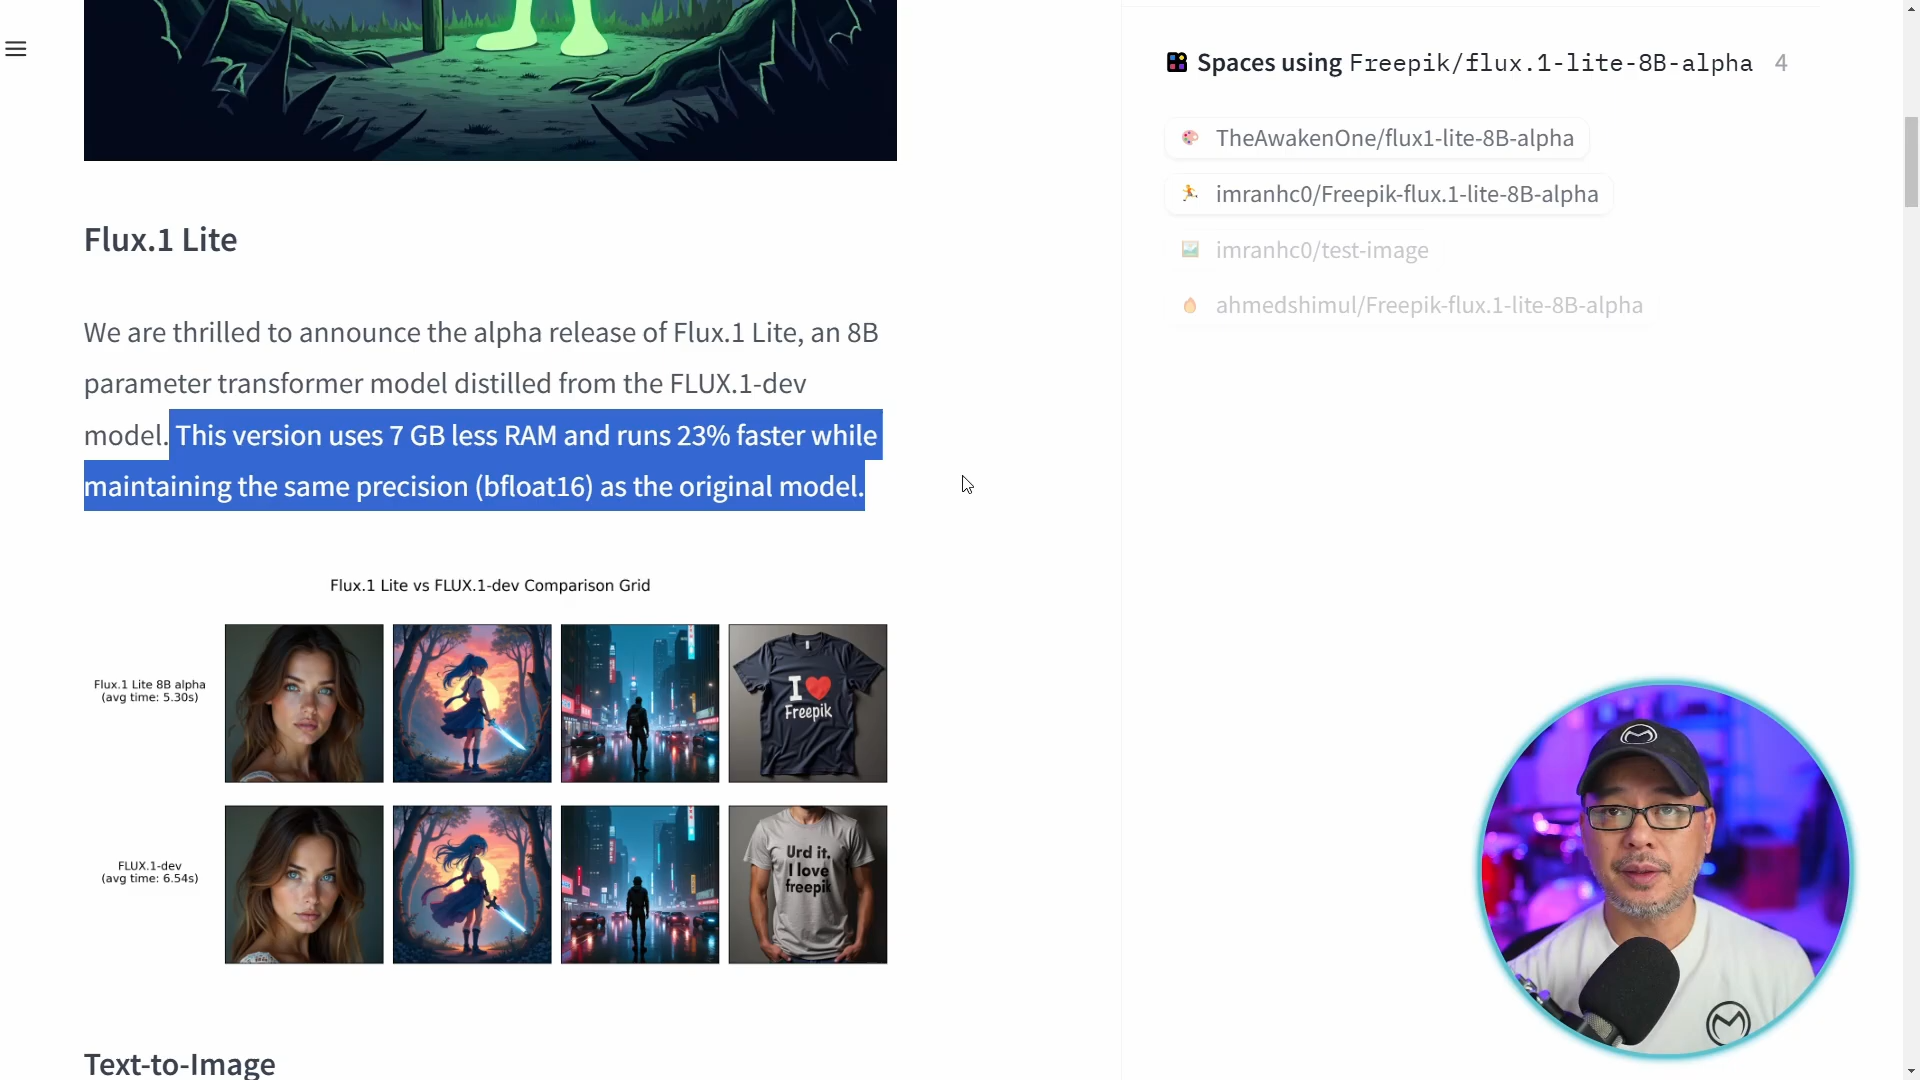 Spaces using Freepik/flux.1-lite-8B-alpha 4
TheAwakenOne/flux1-lite-8B-alpha
imranhc0/Freepik-flux.1-lite-8B-alpha
imranhc0/test-image
ahmedshimul/Freepik-flux.1-lite-8B-alpha
Flux.1 Lite
We are thrilled to announce the alpha release of Flux.1 Lite, an 8B
parameter transformer model distilled from the FLUX.1-dev
model. This version uses 7 GB less RAM and runs 23% faster while
maintaining the same precision (bfloat16) as the original model.
Flux.1 Lite vs FLUX.1-dev Comparison Grid
Flux.1 Lite 8B alpha
(avg time: 5.30s)
I
Freepik
FLUX.1-dev
(avg time: 6.54s)
Urd it.
I love
freepik
Text-to-Image